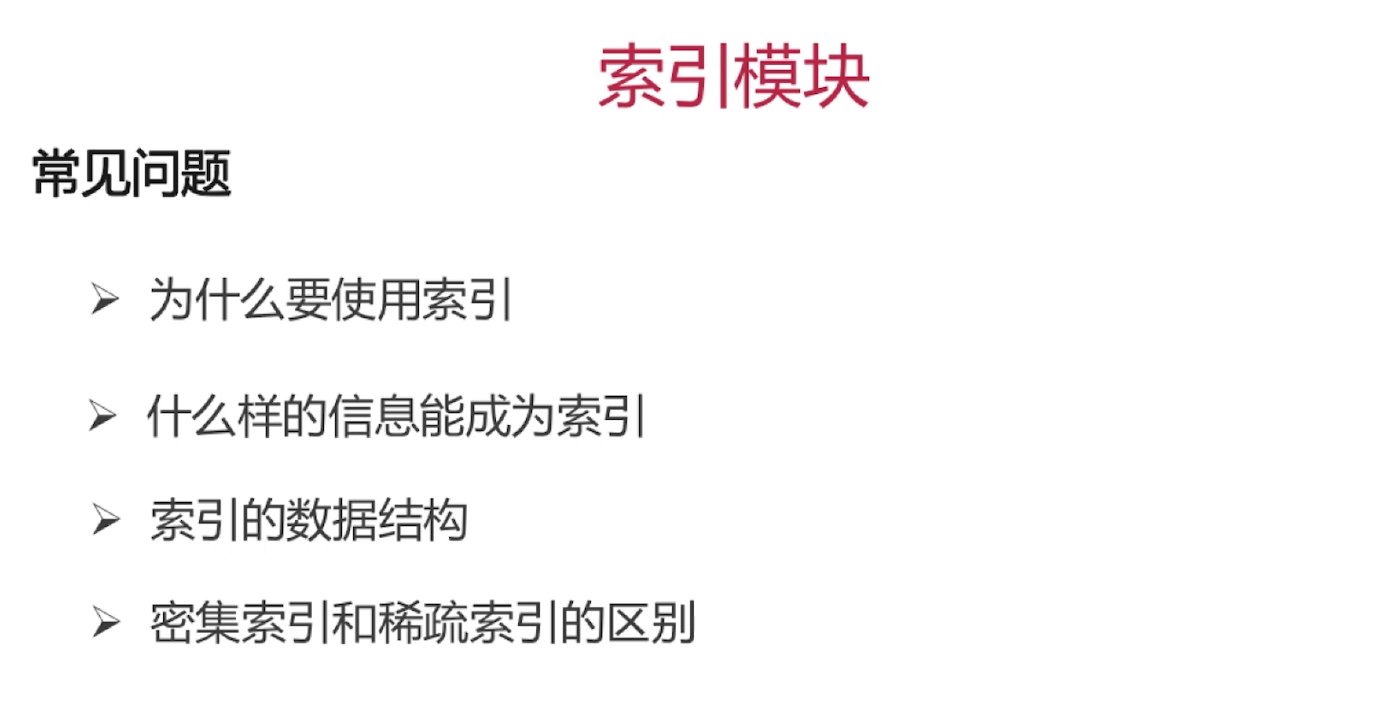 索引模块
常见问题
➢ 为什么要使用索引
➢ 什么样的信息能成为索引
➢ 索引的数据结构
➢ 密集索引和稀疏索引的区别